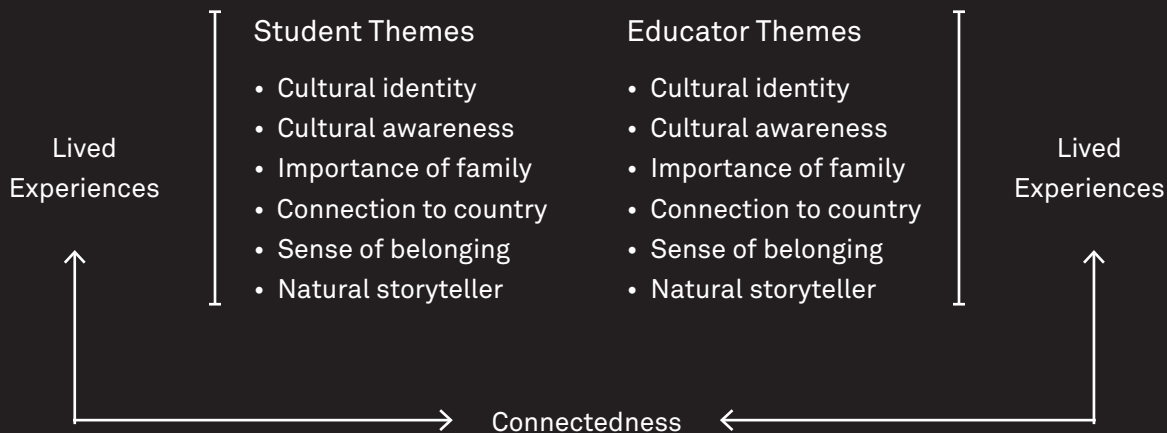 Student Themes
• Cultural identity
• Cultural awareness
• Importance of family
• Connection to country
• Sense of belonging
• Natural storyteller
Educator Themes
• Cultural identity
• Cultural awareness
• Importance of family
• Connection to country
• Sense of belonging
• Natural storyteller
Lived
Experiences
Lived
Experiences
Connectedness